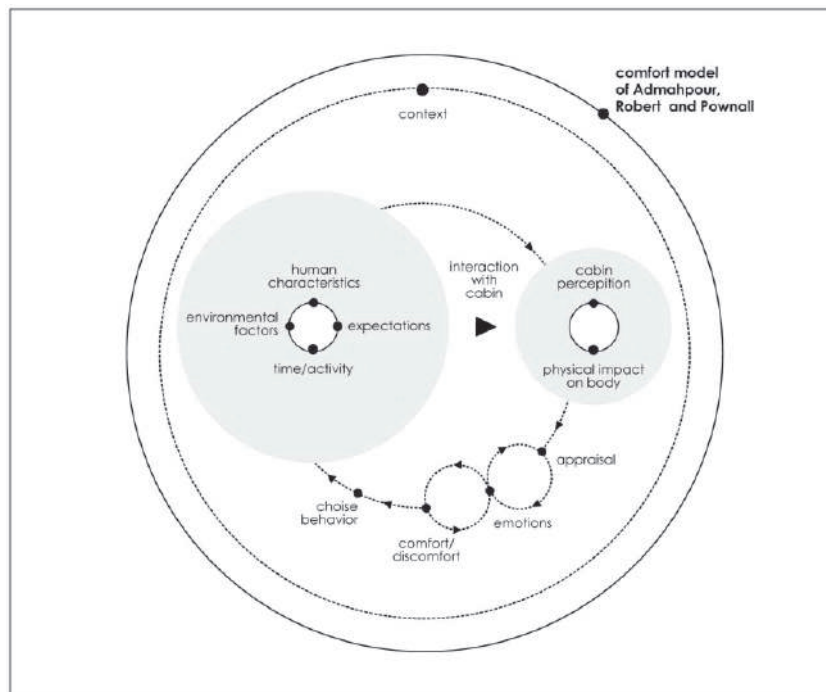 comfort model
of Admahpour,
Robert and Pownall
context
human
characteristics
environmental
factors
expectations
time/activity
interaction
with
cabin
cabin
perception
physical impact
on body
appraisal
emotions
comfort/
discomfort
choise
behavior